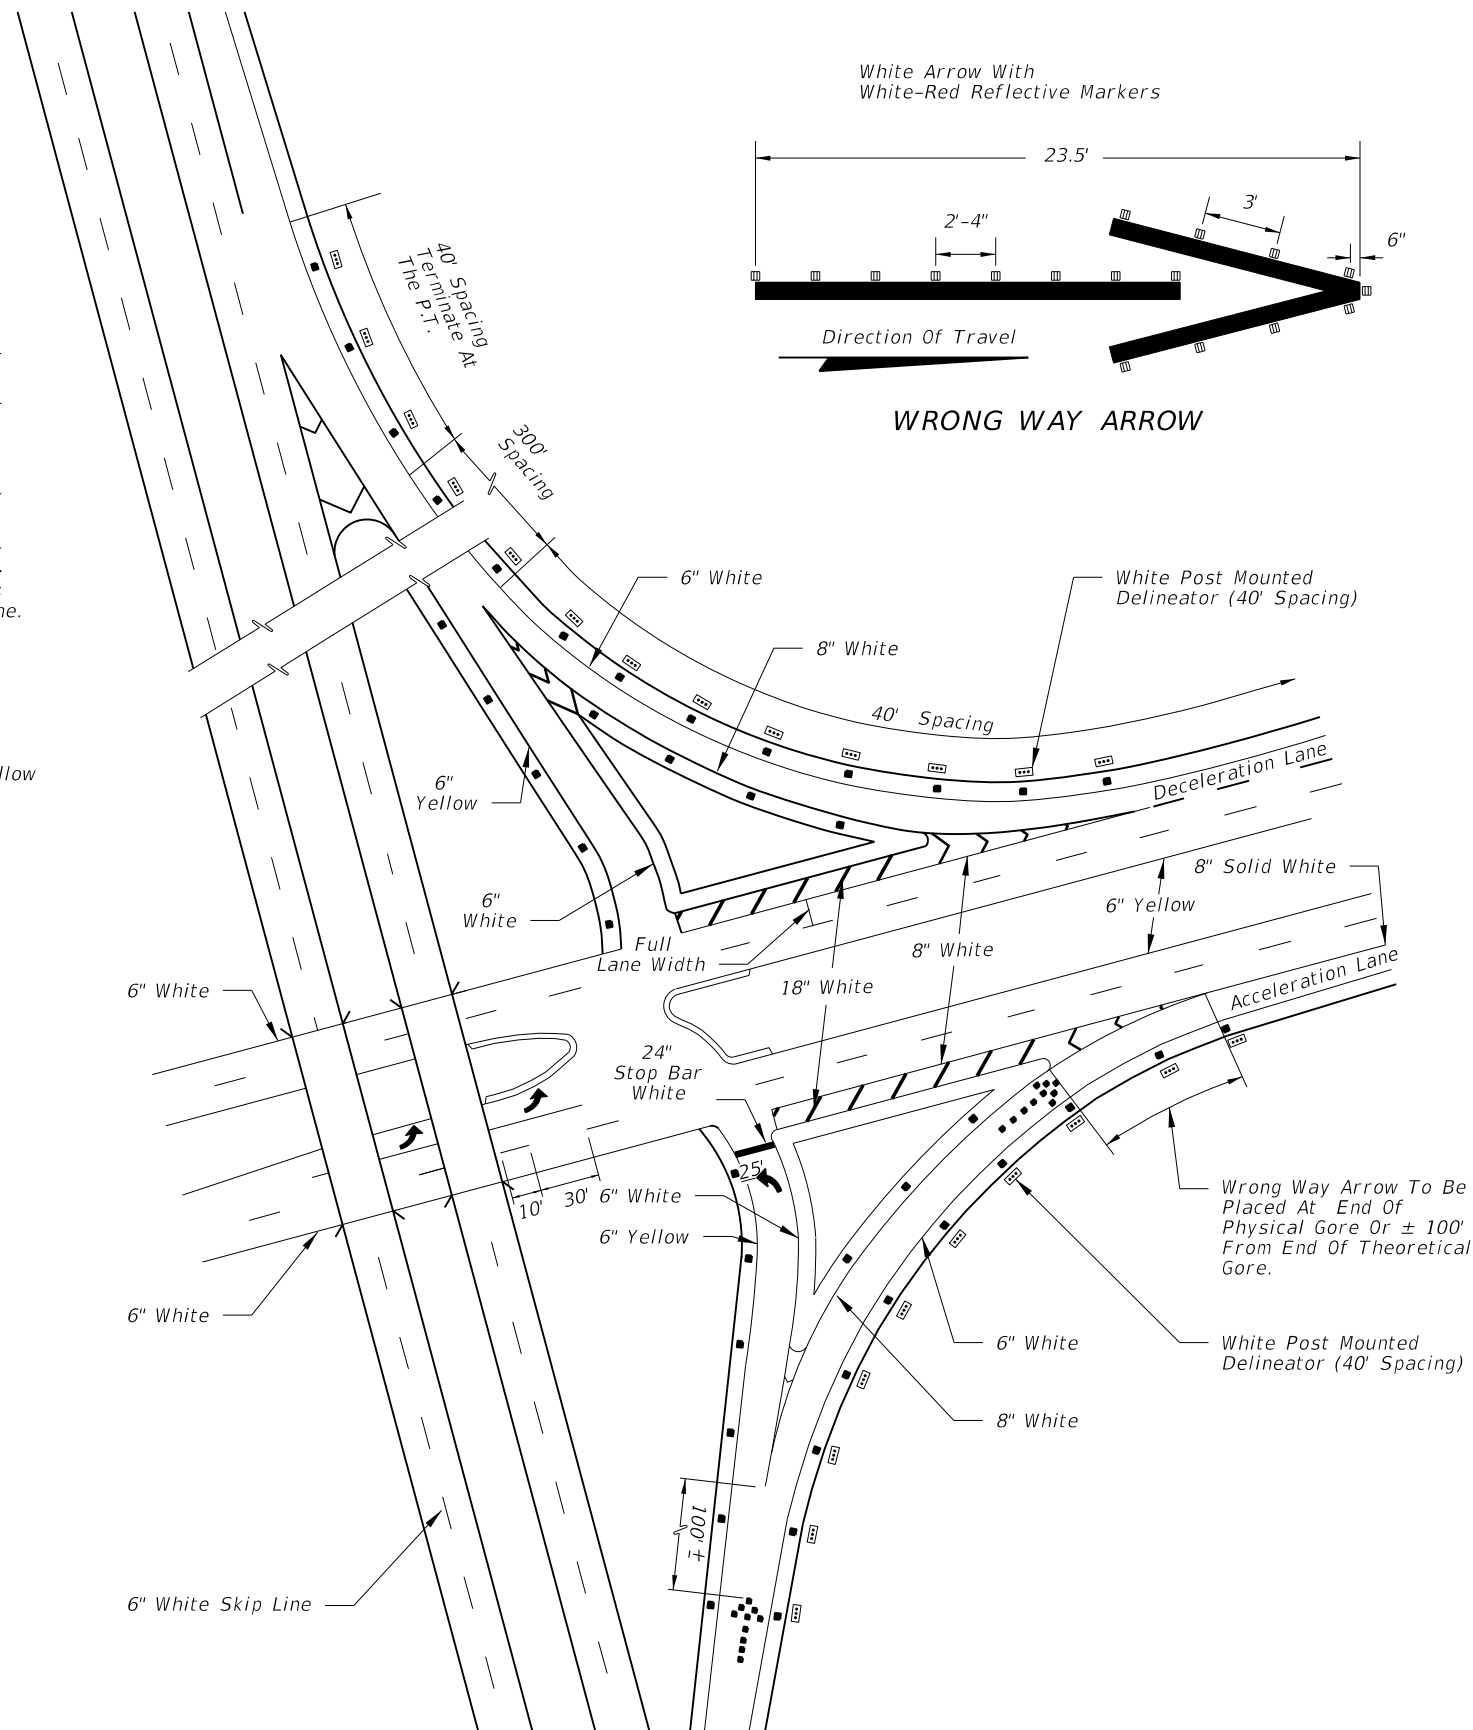 White Arrow With
White-Red Reflective Markers
23.5'
2'-4"
3'
6"
Direction Of Travel
WRONG WAY ARROW
40' Spacing
Terminate At
The P.T.
300'
Spacing
6" White
White Post Mounted
Delineator (40' Spacing)
8" White
40' Spacing
ne.
Deceleration Lane
llow
6"
Yellow
8" Solid White
6" Yellow
6"
White
Full
Lane Width
8" White
Acceleration Lane
18" White
6" White
24"
Stop Bar
White
25'
10'
30'
6" White
6" Yellow
Wrong Way Arrow To Be
Placed At End Of
Physical Gore Or ± 100'
From End Of Theoretical
Gore.
6" White
6" White
White Post Mounted
Delineator (40' Spacing)
8" White
100' ±
6" White Skip Line